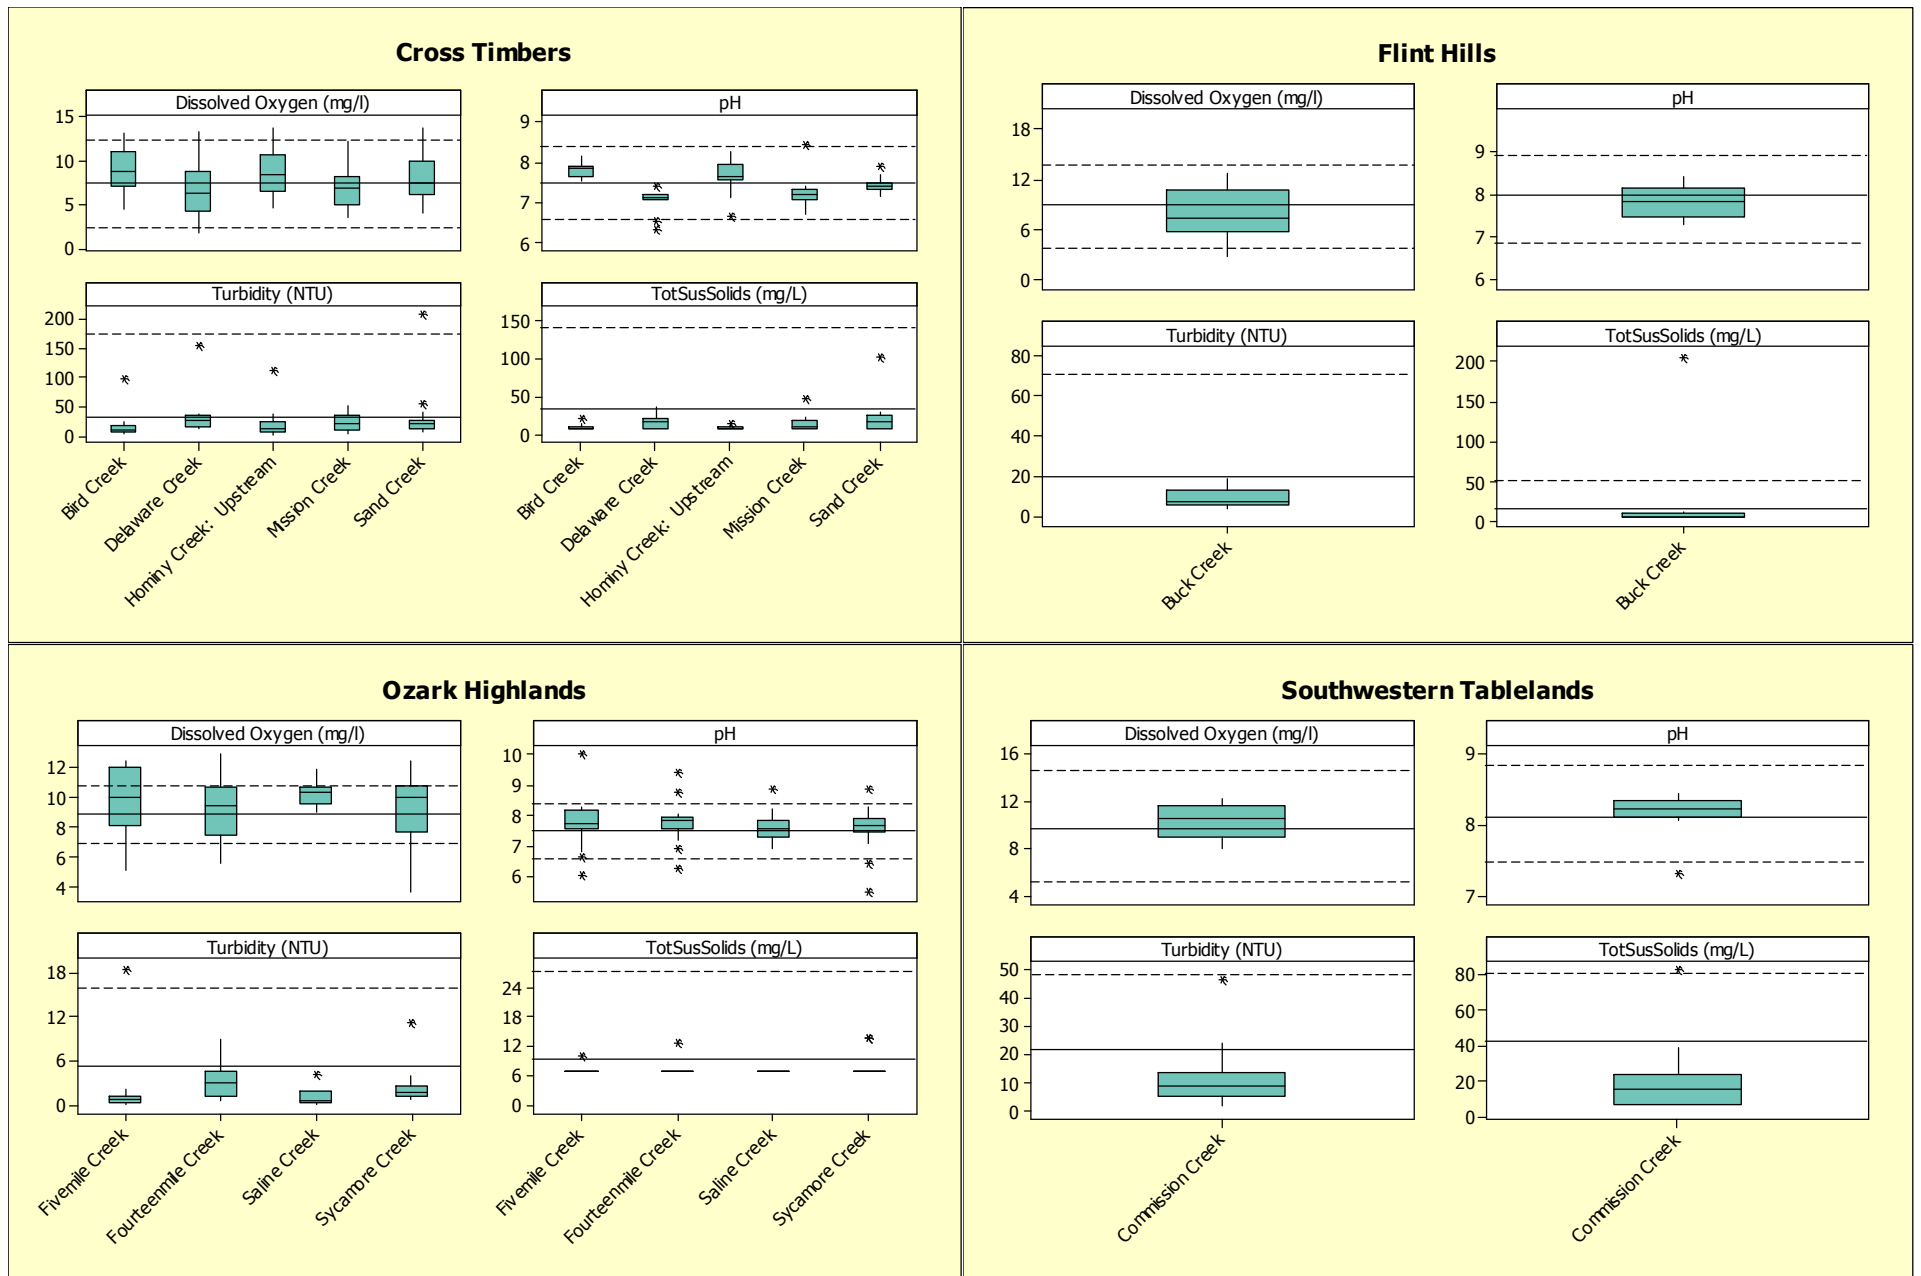 Cross Timbers
Dissolved Oxygen (mg/l)
15
10
5
0
pH
9
8
7
6
Turbidity (NTU)
200
150
100
50
0
Bird Creek
Delaware Creek
Hominy Creek: Upstream
Mission Creek
Sand Creek
TotSusSolids (mg/L)
150
100
50
0
Bird Creek
Delaware Creek
Hominy Creek: Upstream
Mission Creek
Sand Creek
Flint Hills
Dissolved Oxygen (mg/l)
18
12
6
0
pH
9
8
7
6
Turbidity (NTU)
80
60
40
20
0
Buck Creek
TotSusSolids (mg/L)
200
150
100
50
0
Buck Creek
Ozark Highlands
Dissolved Oxygen (mg/l)
12
10
8
6
4
pH
10
9
8
7
6
Turbidity (NTU)
18
12
6
0
Fivemile Creek
Fourteenmile Creek
Saline Creek
Sycamore Creek
TotSusSolids (mg/L)
24
18
12
6
0
Fivemile Creek
Fourteenmile Creek
Saline Creek
Sycamore Creek
Southwestern Tablelands
Dissolved Oxygen (mg/l)
16
12
8
4
pH
9
8
7
Turbidity (NTU)
50
40
30
20
10
0
Commission Creek
TotSusSolids (mg/L)
80
60
40
20
0
Commission Creek